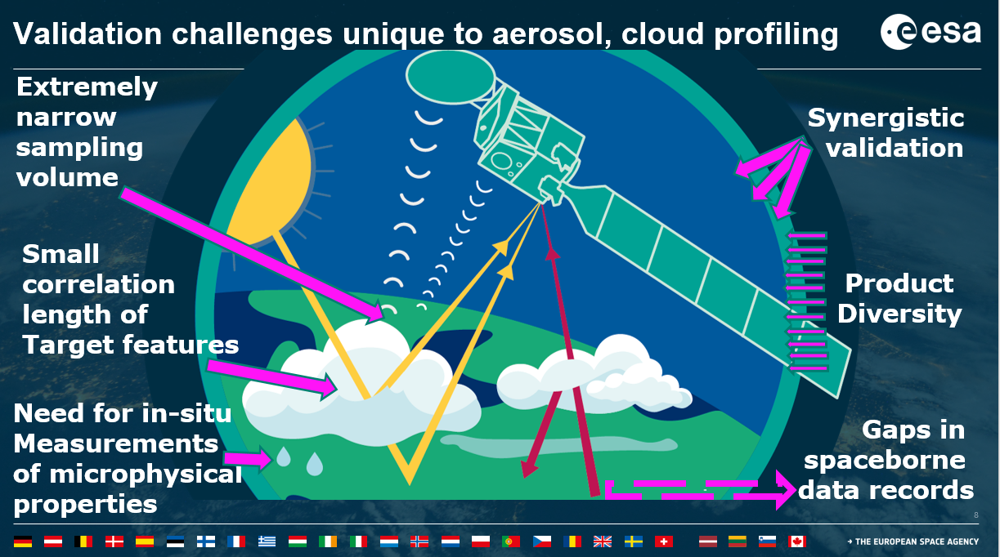 Validation challenges unique to aerosol, cloud profiling
esa
Extremely
narrow
sampling
volume
Small
correlation
length of
Target features
Need for in-situ
Measurements
of microphysical
properties
Synergistic
validation
Product
Diversity
Gaps in
spaceborne
data records
8
→ THE EUROPEAN SPACE AGENCY